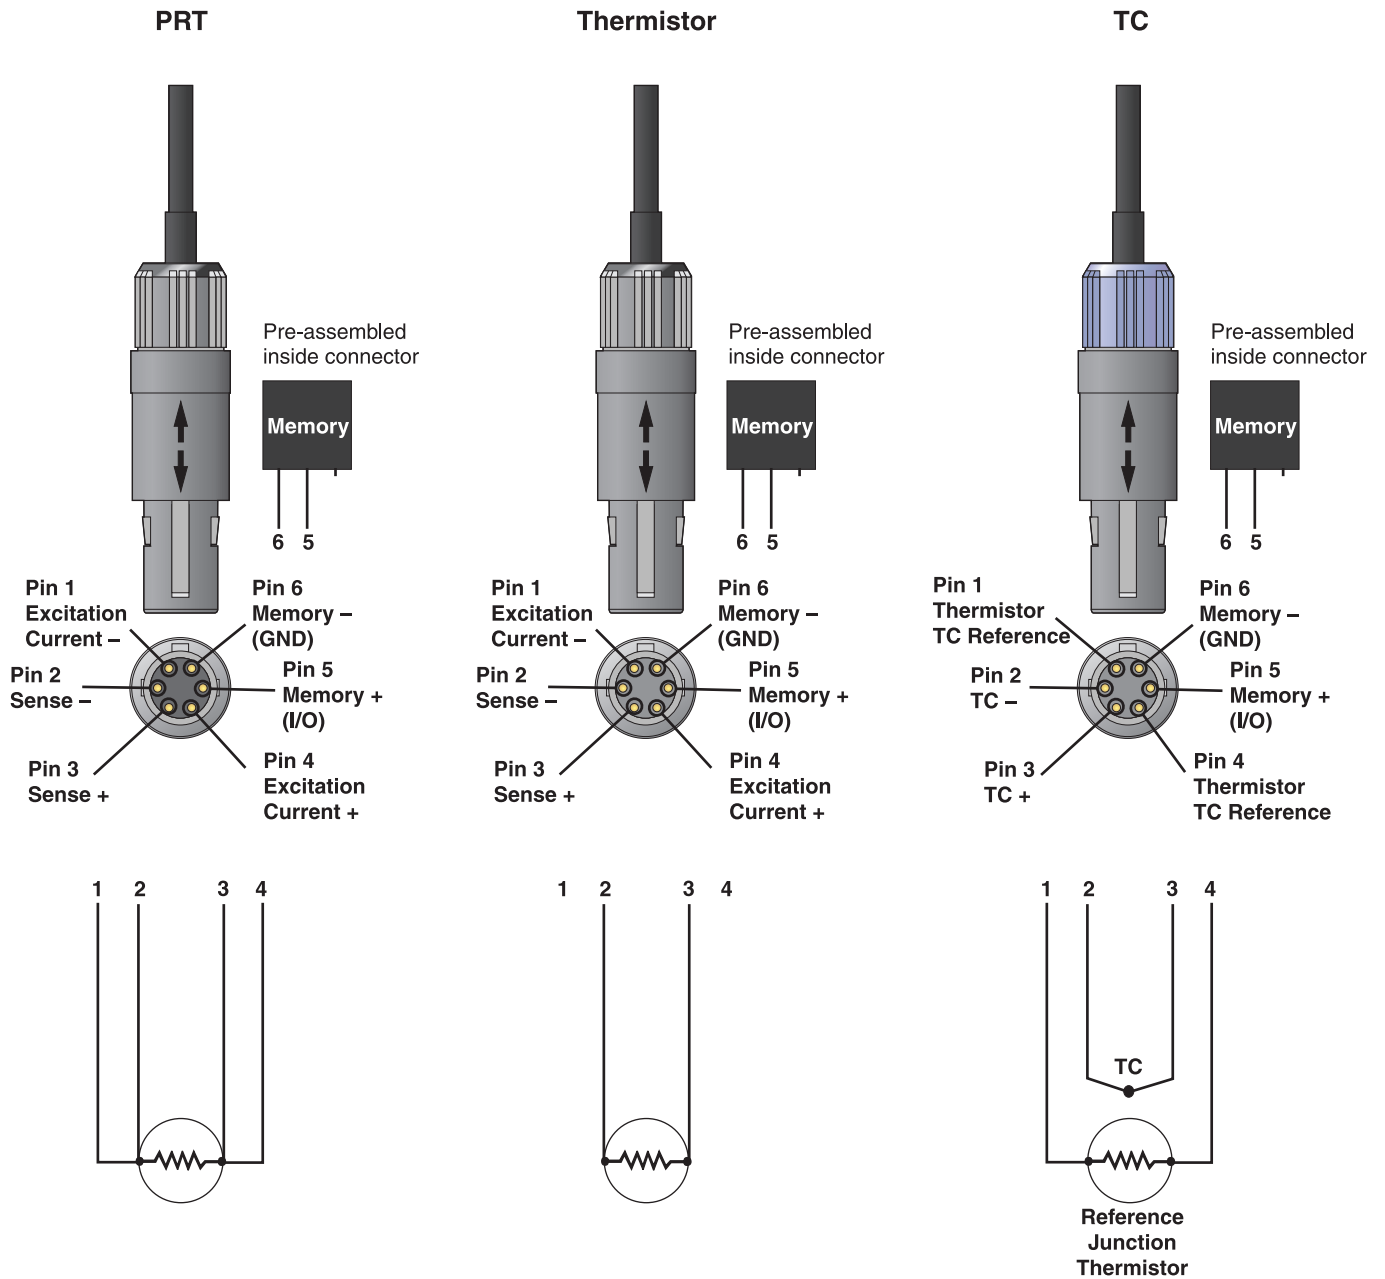 PRT
Pre-assembled
inside connector
Memory
6 5
Pin 1
Excitation
Current –
Pin 6
Memory –
(GND)
Pin 2
Sense –
Pin 5
Memory +
(I/O)
Pin 3
Sense +
Pin 4
Excitation
Current +
1 2 3 4
Thermistor
Pre-assembled
inside connector
Memory
6 5
Pin 1
Excitation
Current –
Pin 6
Memory –
(GND)
Pin 2
Sense –
Pin 5
Memory +
(I/O)
Pin 3
Sense +
Pin 4
Excitation
Current +
1 2 3 4
TC
Pre-assembled
inside connector
Memory
6 5
Pin 1
Thermistor
TC Reference
Pin 6
Memory –
(GND)
Pin 2
TC –
Pin 5
Memory +
(I/O)
Pin 3
TC +
Pin 4
Thermistor
TC Reference
1 2 3 4
TC
Reference
Junction
Thermistor